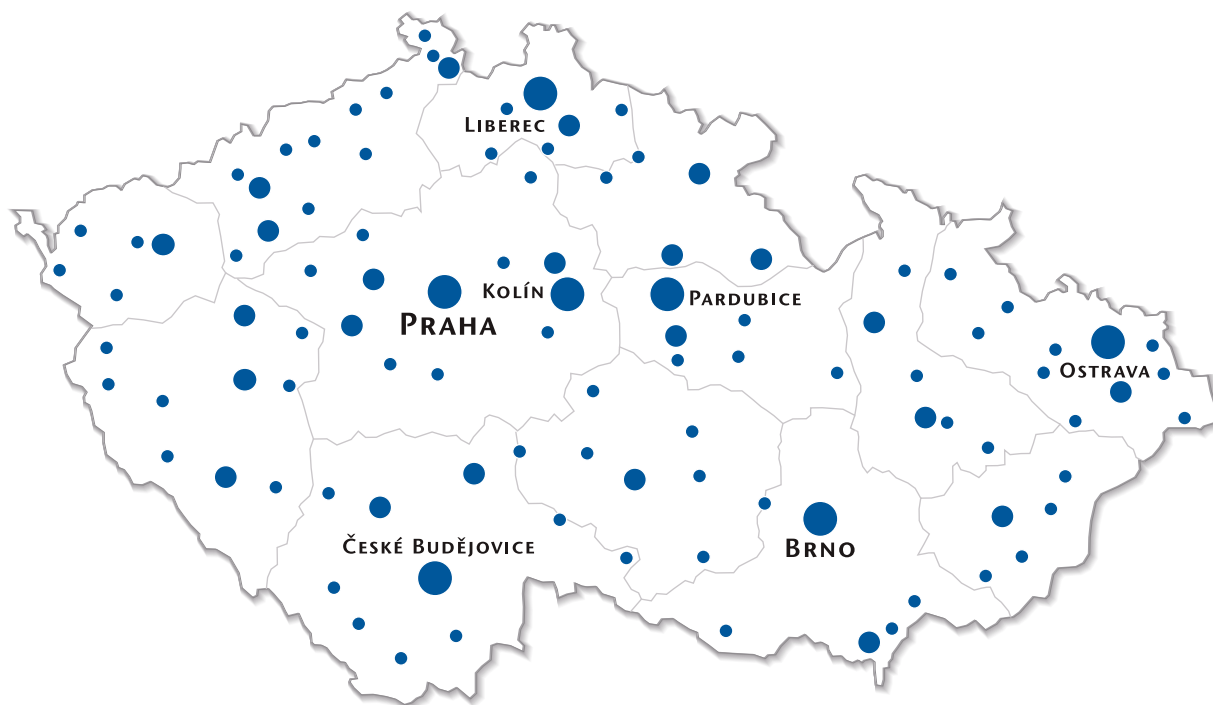 Liberec
Kolín
Pardubice
Praha
Ostrava
České Budějovice
Brno